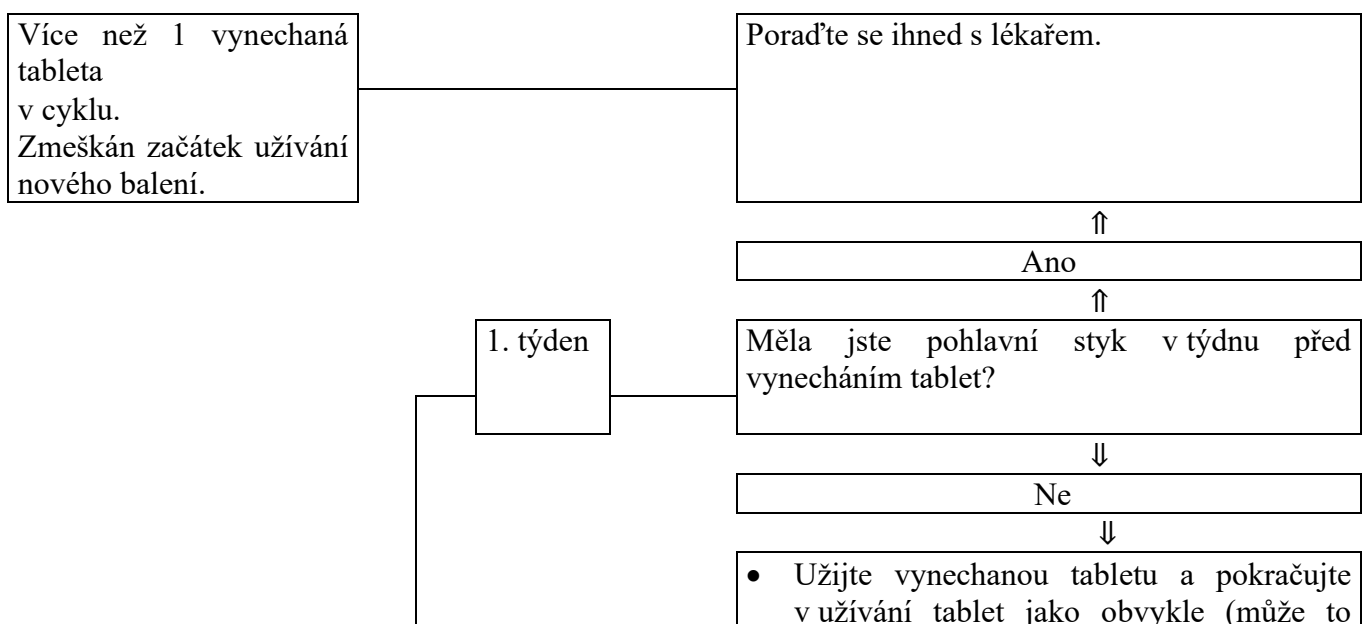 Více než 1 vynechaná
tableta
v cyklu.
Zmeškán začátek užívání
nového balení.
Poraďte se ihned s lékařem.
⇑
Ano
⇑
1. týden
Měla jste pohlavní styk v týdnu před
vynecháním tablet?
⇓
Ne
⇓
• Užijte vynechanou tabletu a pokračujte
v užívání tablet jako obvykle (může to